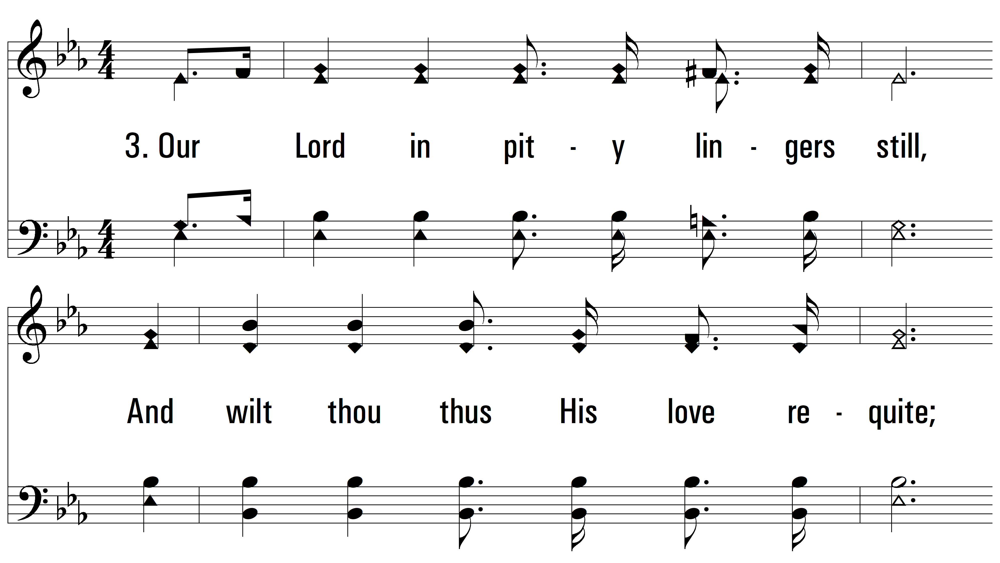 3. Our Lord in pit - y lin - gers still,
And wilt thou thus His love re - quite;